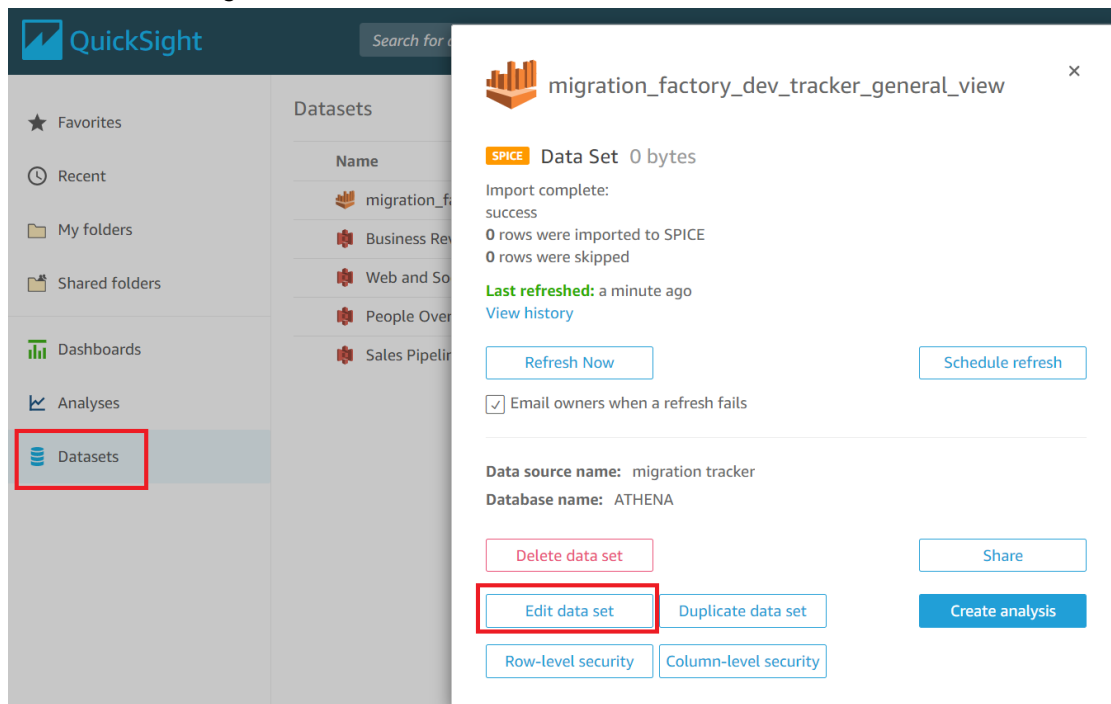 QuickSight
Search for
Favorites
Recent
My folders
Shared folders
Dashboards
Analyses
Datasets
Datasets
Name
migration_fa
Business Rev
Web and So
People Over
Sales Pipelin
migration_factory_dev_tracker_general_view
×
SPICE Data Set 0 bytes
Import complete:
success
0 rows were imported to SPICE
0 rows were skipped
Last refreshed: a minute ago
View history
Refresh Now Schedule refresh
Email owners when a refresh fails
Data source name: migration tracker
Database name: ATHENA
Delete data set Share
Edit data set Duplicate data set Create analysis
Row-level security Column-level security